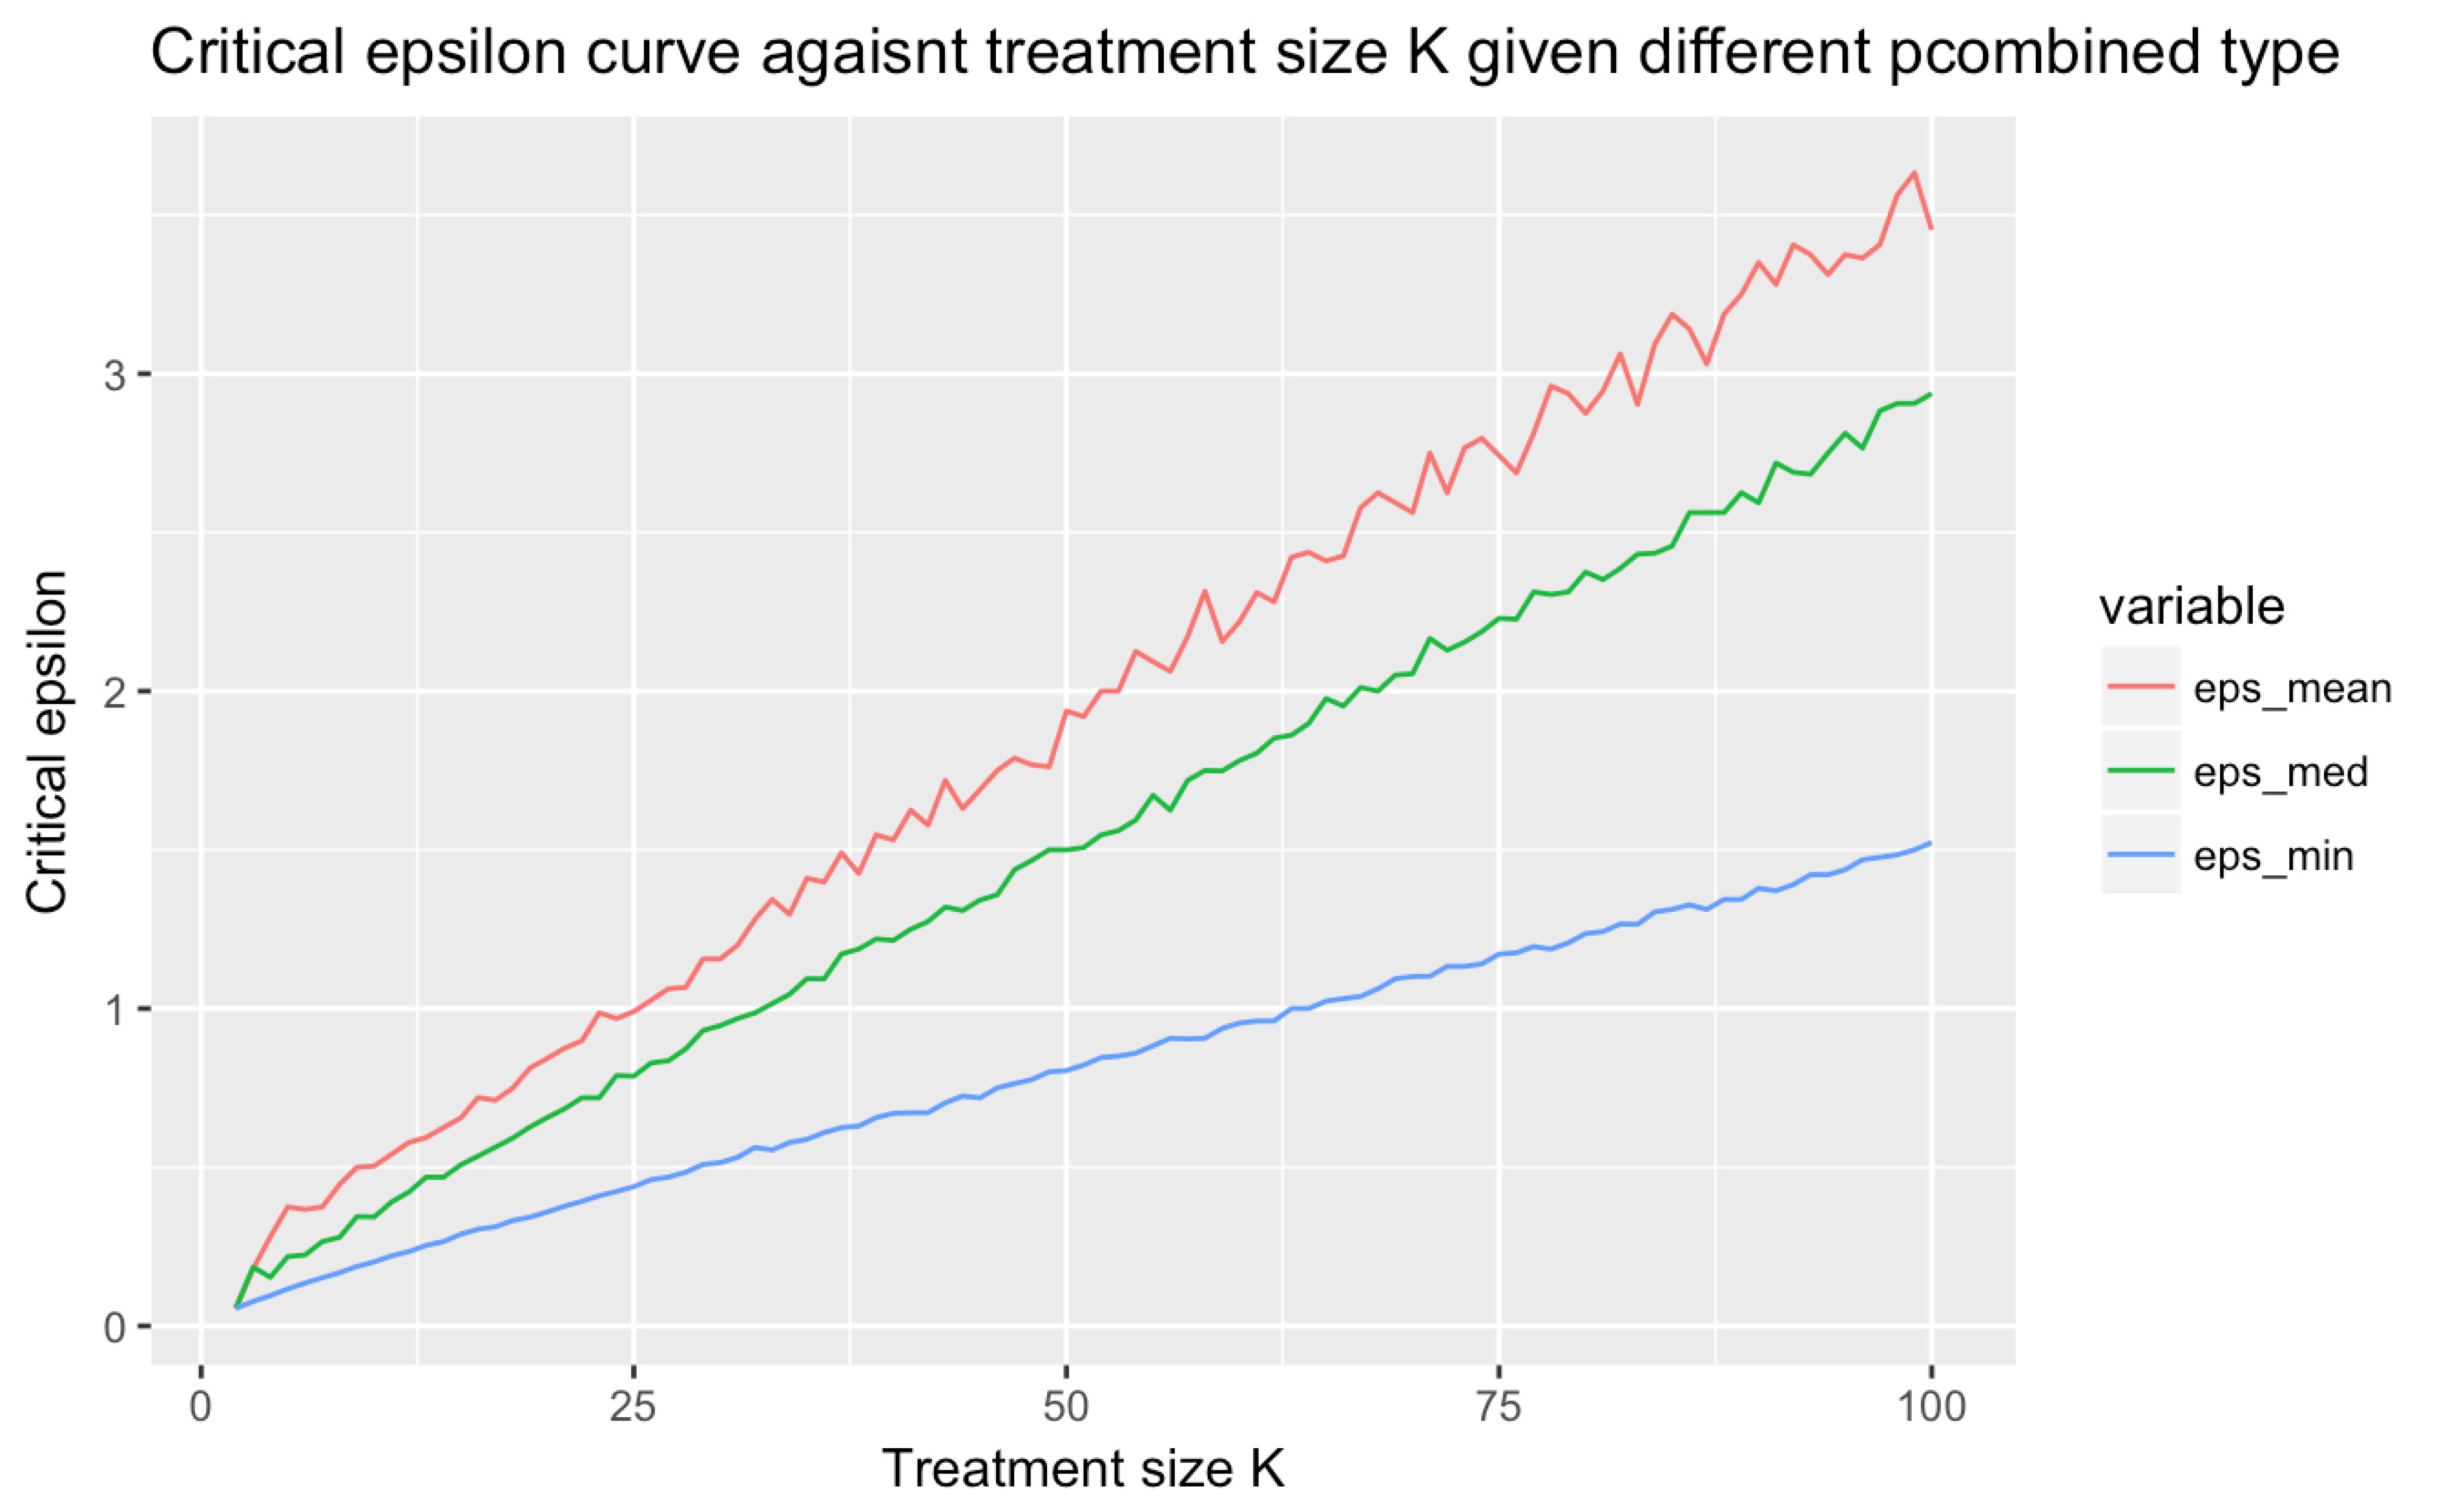 Critical epsilon curve agaisnt treatment size K given different pcombined type
Critical epsilon
3
2
1
0
0 25 50 75 100
Treatment size K
variable
eps_mean
eps_med
eps_min